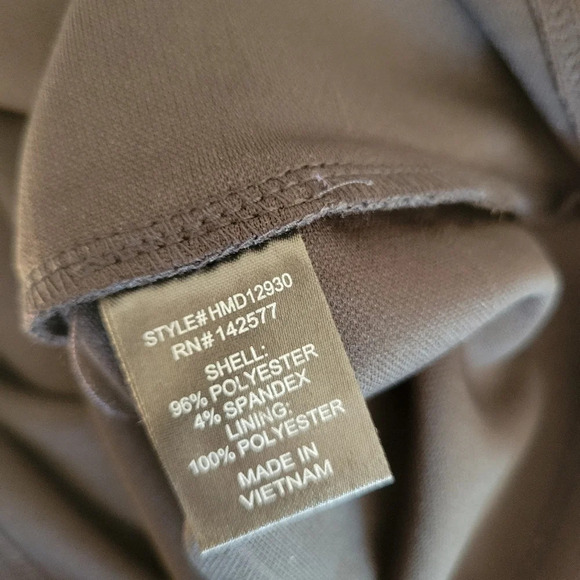 STYLE# HMD12930
RN# 142577
SHELL:
96% POLYESTER
4% SPANDEX
LINING:
100% POLYESTER
MADE IN
VIETNAM